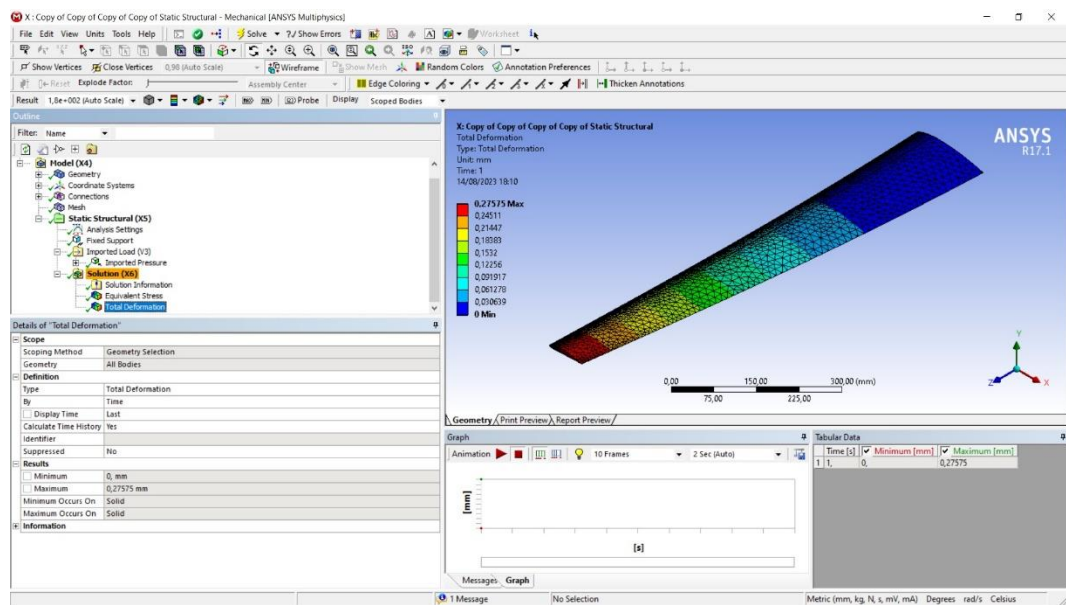 X : Copy of Copy of Copy of Copy of Static Structural - Mechanical [ANSYS Multiphysics]
File Edit View Units Tools Help Solve ?/ Show Errors Worksheet
Show Vertices Close Vertices 0,98 (Auto Scale) Wireframe Show Mesh Random Colors Annotation Preferences
Reset Explode Factor: Assembly Center Edge Coloring Thicken Annotations
Result 1,8e+002 (Auto Scale) Probe Display Scoped Bodies
Outline
Filter: Name
Model (X4)
Geometry
Coordinate Systems
Connections
Mesh
Static Structural (X5)
Analysis Settings
Fixed Support
Imported Load (V3)
Imported Pressure
Solution (X6)
Solution Information
Equivalent Stress
Total Deformation
Details of "Total Deformation"
Scope
Scoping Method Geometry Selection
Geometry All Bodies
Definition
Type Total Deformation
By Time
Display Time Last
Calculate Time History Yes
Identifier
Suppressed No
Results
Minimum 0, mm
Maximum 0,27575 mm
Minimum Occurs On Solid
Maximum Occurs On Solid
Information
X: Copy of Copy of Copy of Copy of Static Structural
Total Deformation
Type: Total Deformation
Unit: mm
Time: 1
14/08/2023 18:10
0,27575 Max
0,24511
0,21447
0,18383
0,1532
0,12256
0,091917
0,061278
0,030639
0 Min
ANSYS
R17.1
0,00 150,00 300,00 (mm)
75,00 225,00
Y
Z X
Geometry Print Preview Report Preview
Graph
Animation 10 Frames 2 Sec (Auto)
[mm]
[s]
Messages Graph
Tabular Data
Time [s] Minimum [mm] Maximum [mm]
1 1, 0, 0,27575
1 Message No Selection Metric (mm, kg, N, s, mV, mA) Degrees rad/s Celsius